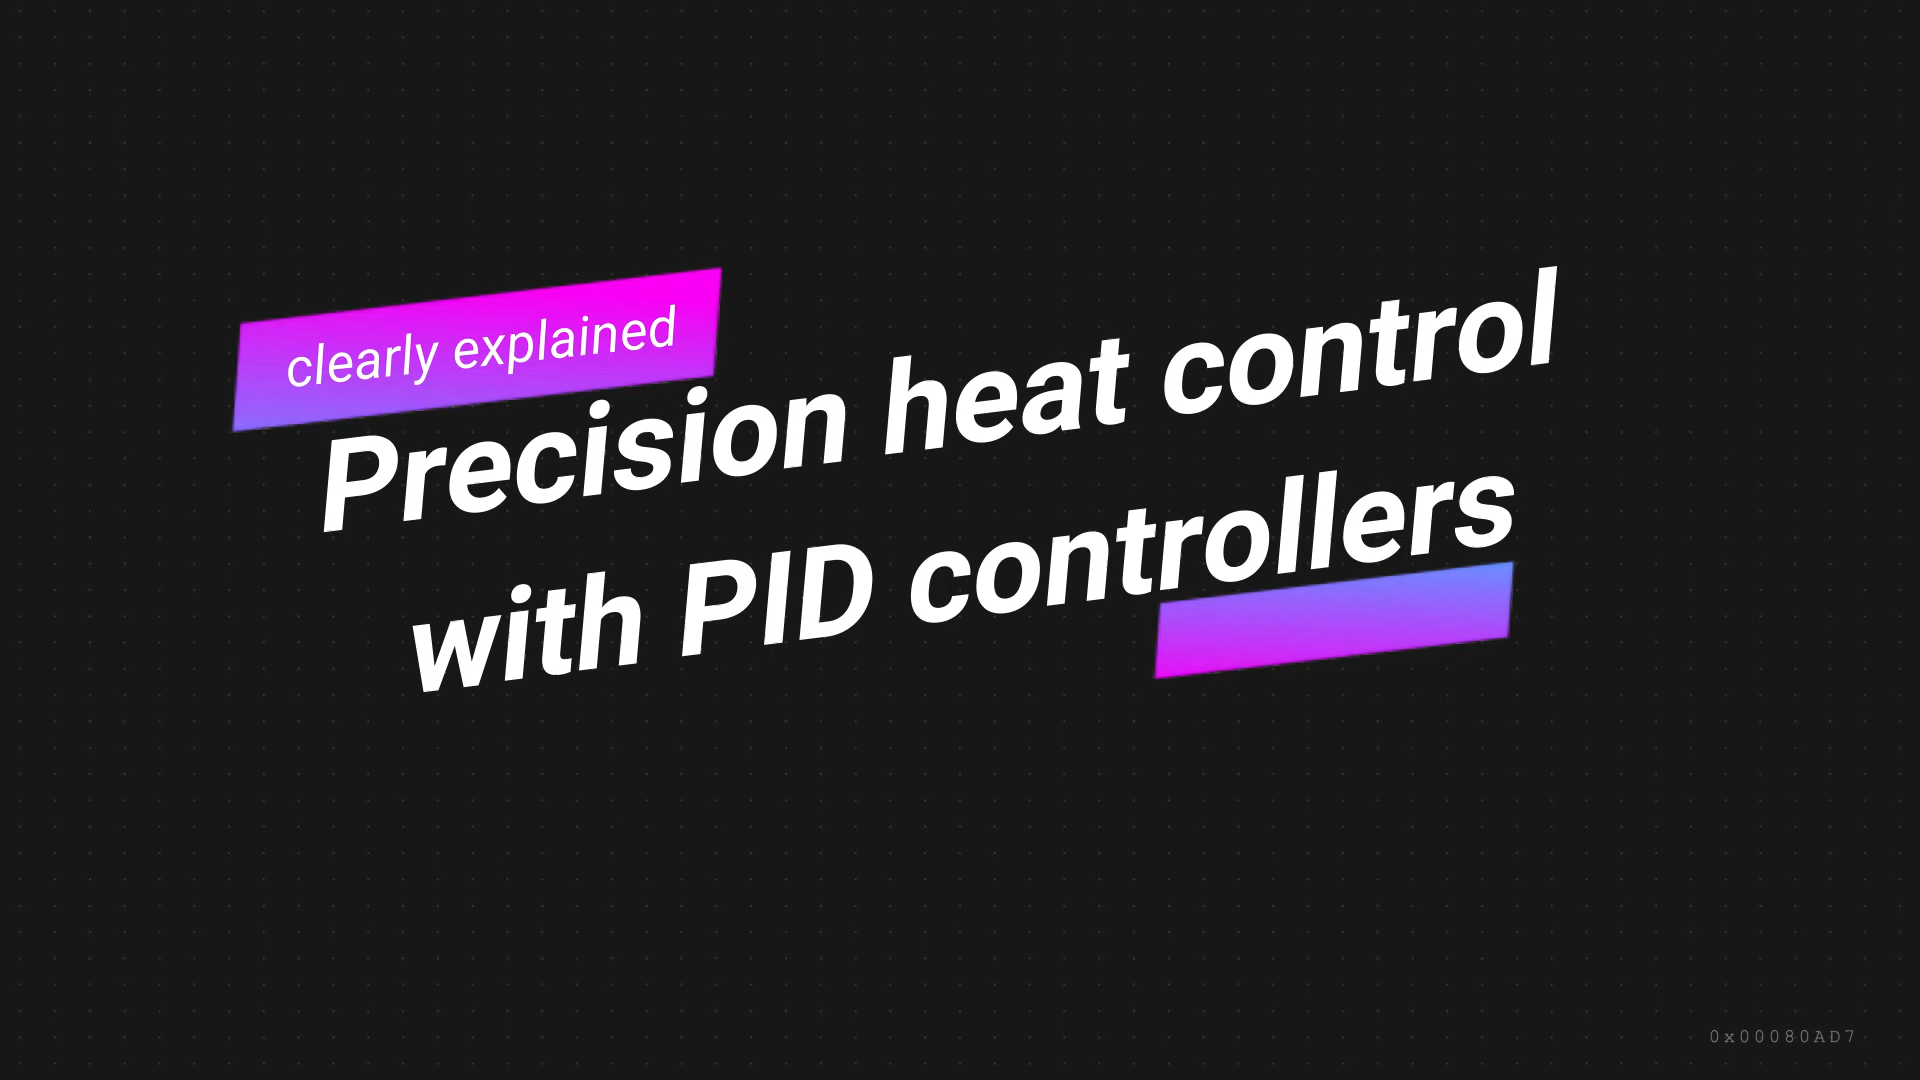 clearly explained
Precision heat control
with PID controllers
0x00080AD7